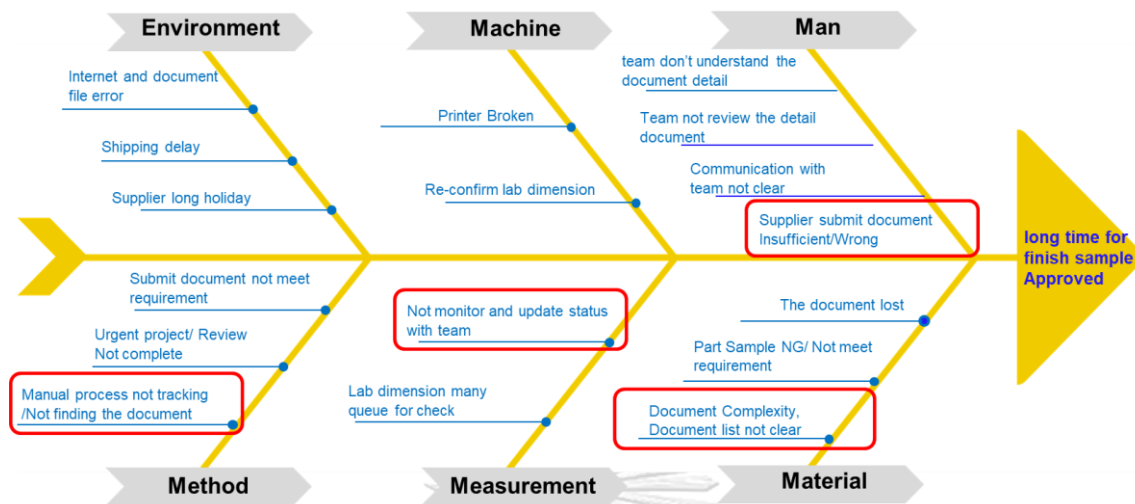 Environment
Machine
Man
Internet and document
file error
Shipping delay
Supplier long holiday
Printer Broken
Re-confirm lab dimension
team don't understand the
document detail
Team not review the detail
document
Communication with
team not clear
Supplier submit document
Insufficient/Wrong
long time for
finish sample
Approved
Submit document not meet
requirement
Urgent project/ Review
Not complete
Manual process not tracking
/Not finding the document
Not monitor and update status
with team
Lab dimension many
queue for check
The document lost
Part Sample NG/ Not meet
requirement
Document Complexity,
Document list not clear
Method
Measurement
Material